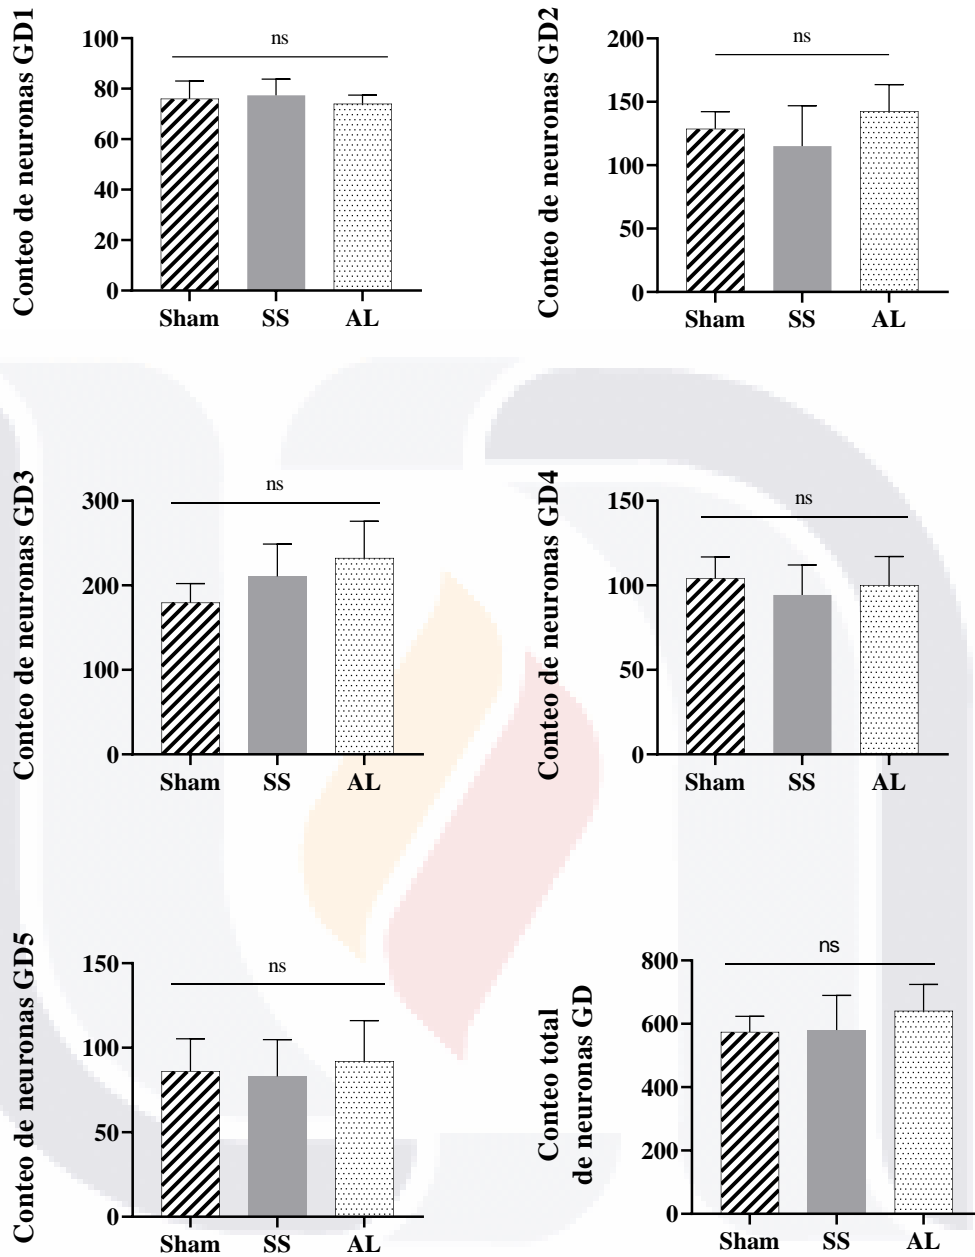 Conteo de neuronas GD1
100
80
60
40
20
0
ns
Sham SS AL
Conteo de neuronas GD2
200
150
100
50
0
ns
Sham SS AL
Conteo de neuronas GD3
300
200
100
0
ns
Sham SS AL
Conteo de neuronas GD4
150
100
50
0
ns
Sham SS AL
Conteo de neuronas GD5
150
100
50
0
ns
Sham SS AL
Conteo total
de neuronas GD
800
600
400
200
0
ns
Sham SS AL